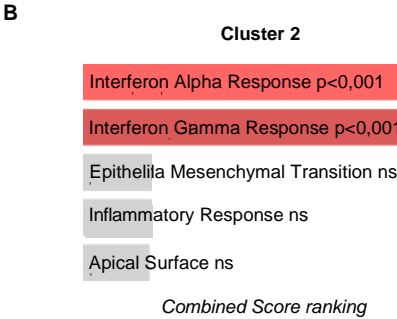 B
Cluster 2
Interferon Alpha Response p<0,001
Interferon Gamma Response p<0,001
Epithelila Mesenchymal Transition ns
Inflammatory Response ns
Apical Surface ns
Combined Score ranking